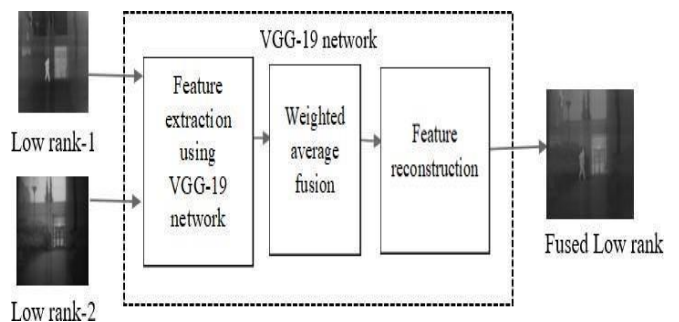 VGG-19 network
Low rank-1
Low rank-2
Feature
extraction
using
VGG-19
network
Weighted
average
fusion
Feature
reconstruction
Fused Low rank